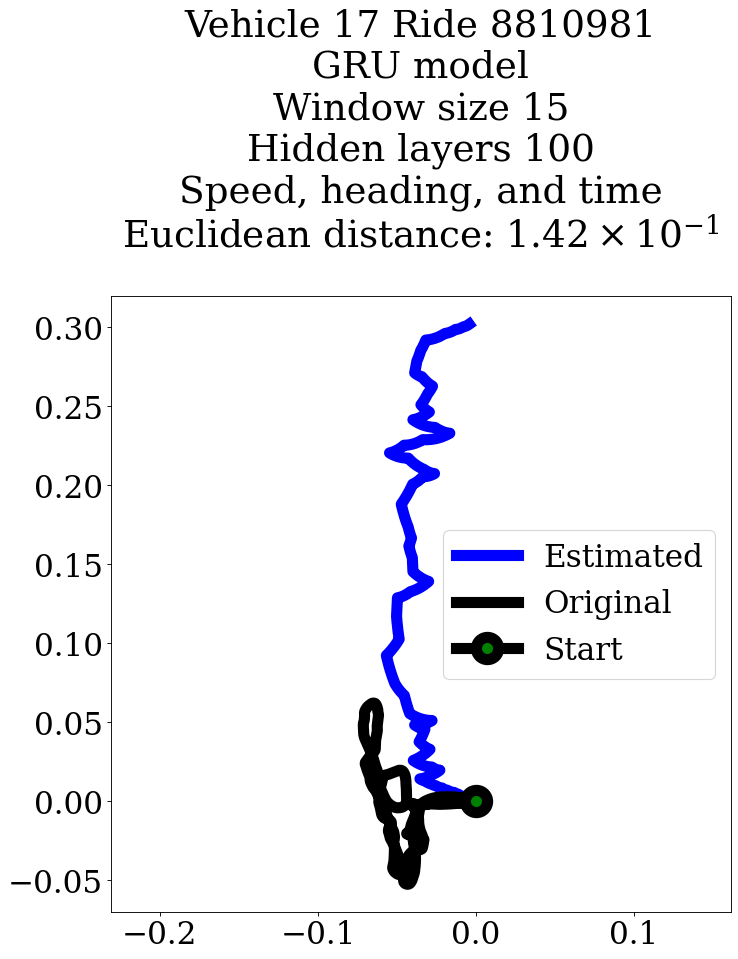 Vehicle 17 Ride 8810981
GRU model
Window size 15
Hidden layers 100
Speed, heading, and time
Euclidean distance: 1.42 × 10⁻¹
0.30
0.25
0.20
0.15
0.10
0.05
0.00
−0.05
Estimated
Original
Start
−0.2 −0.1 0.0 0.1